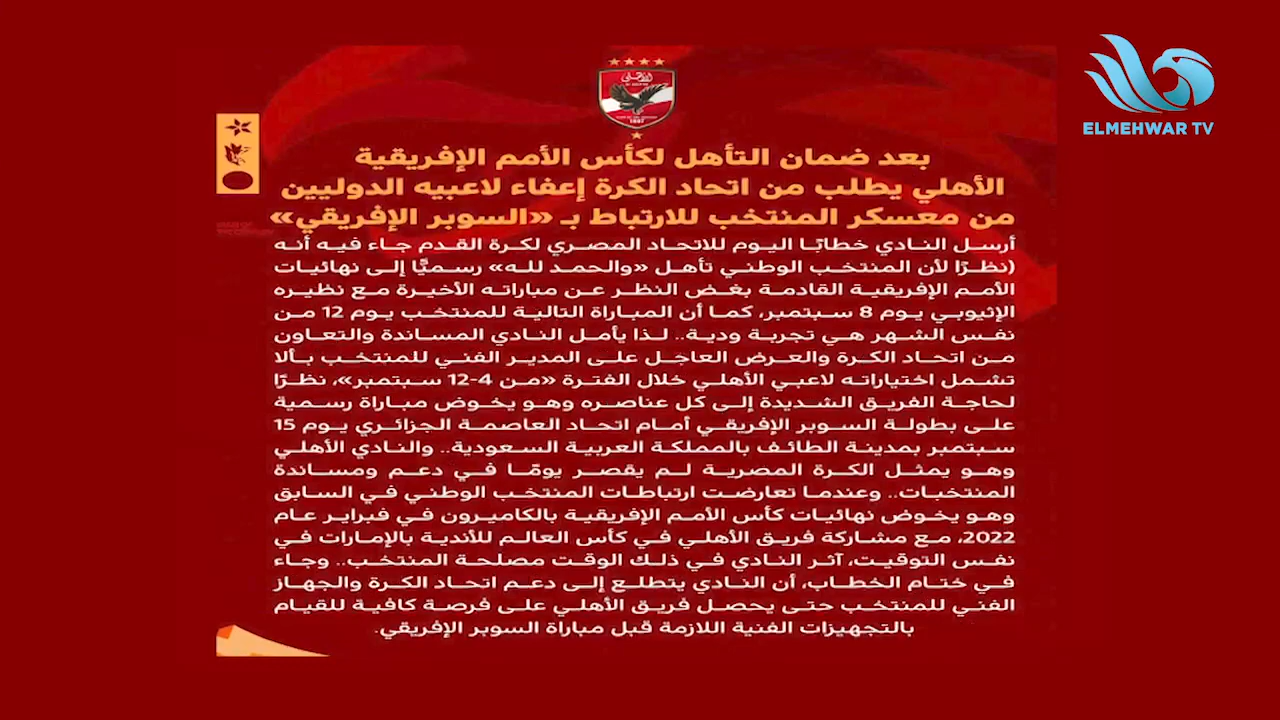 ELMEHWAR TV
بعد ضمان التأهل لكأس الأمم الإفريقية
الأهلي يطلب من اتحاد الكرة إعفاء لاعبيه الدوليين
من معسكر المنتخب للارتباط بـ «السوبر الإفريقي»
أرسل النادي خطابًا اليوم للاتحاد المصري لكرة القدم جاء فيه أنه
(نظرًا لأن المنتخب الوطني تأهل «والحمد لله» رسميًّا إلى نهائيات
الأمم الإفريقية القادمة بغض النظر عن مباراته الأخيرة مع نظيره
الإثيوبي يوم 8 سبتمبر، كما أن المباراة التالية للمنتخب يوم 12 من
نفس الشهر هي تجربة ودية.. لذا يأمل النادي المساندة والتعاون
من اتحاد الكرة والعرض العاجل على المدير الفني للمنتخب بألا
تشمل اختياراته لاعبي الأهلي خلال الفترة «من 4-12 سبتمبر»، نظرًا
لحاجة الفريق الشديدة إلى كل عناصره وهو يخوض مباراة رسمية
على بطولة السوبر الإفريقي أمام اتحاد العاصمة الجزائري يوم 15
سبتمبر بمدينة الطائف بالمملكة العربية السعودية.. والنادي الأهلي
وهو يمثل الكرة المصرية لم يقصر يومًا في دعم ومساندة
المنتخبات.. وعندما تعارضت ارتباطات المنتخب الوطني في السابق
وهو يخوض نهائيات كأس الأمم الإفريقية بالكاميرون في فبراير عام
2022، مع مشاركة فريق الأهلي في كأس العالم للأندية بالإمارات في
نفس التوقيت، آثر النادي في ذلك الوقت مصلحة المنتخب.. وجاء
في ختام الخطاب، أن النادي يتطلع إلى دعم اتحاد الكرة والجهاز
الفني للمنتخب حتى يحصل فريق الأهلي على فرصة كافية للقيام
بالتجهيزات الفنية اللازمة قبل مباراة السوبر الإفريقي.